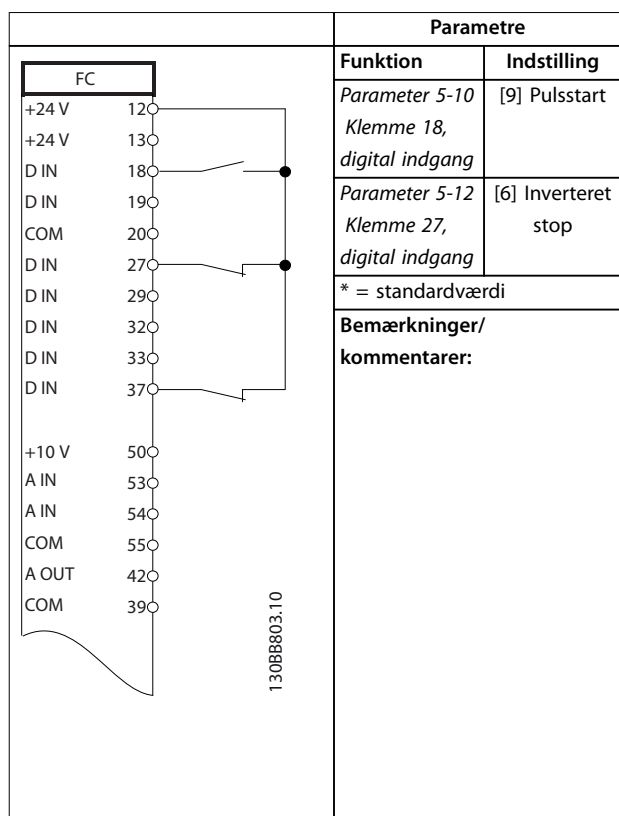 Parametre
Funktion
Indstilling
Parameter 5-10
Klemme 18,
digital indgang
[9] Pulsstart
Parameter 5-12
Klemme 27,
digital indgang
[6] Inverteret
stop
* = standardværdi
Bemærkninger/
kommentarer:
FC
+24 V 12
+24 V 13
D IN 18
D IN 19
COM 20
D IN 27
D IN 29
D IN 32
D IN 33
D IN 37
+10 V 50
A IN 53
A IN 54
COM 55
A OUT 42
COM 39
130BB803.10